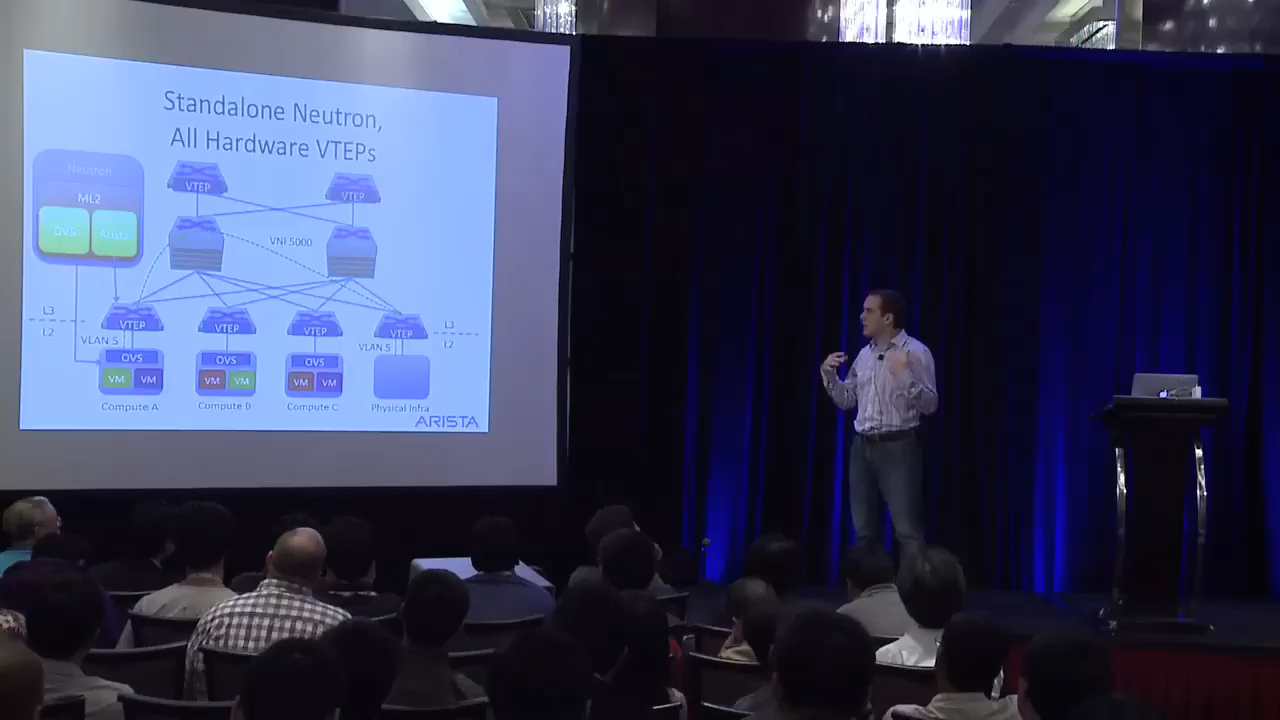 Standalone Neutron,
All Hardware VTEPs
Neutron
ML2
OVS Arista
VTEP VTEP
VNI 5000
L3 L3
L2 L2
VTEP VTEP VTEP VTEP
VLAN 5 VLAN 5
OVS OVS OVS
VM VM VM VM VM VM
Compute A Compute B Compute C Physical Infra
ARISTA